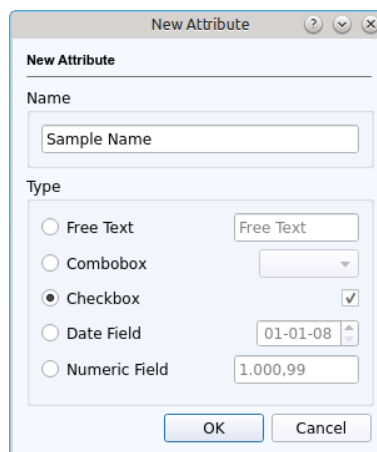 New Attribute
New Attribute
Name
Sample Name
Type
Free Text Free Text
Combobox
Checkbox
Date Field 01-01-08
Numeric Field 1.000,99
OK Cancel